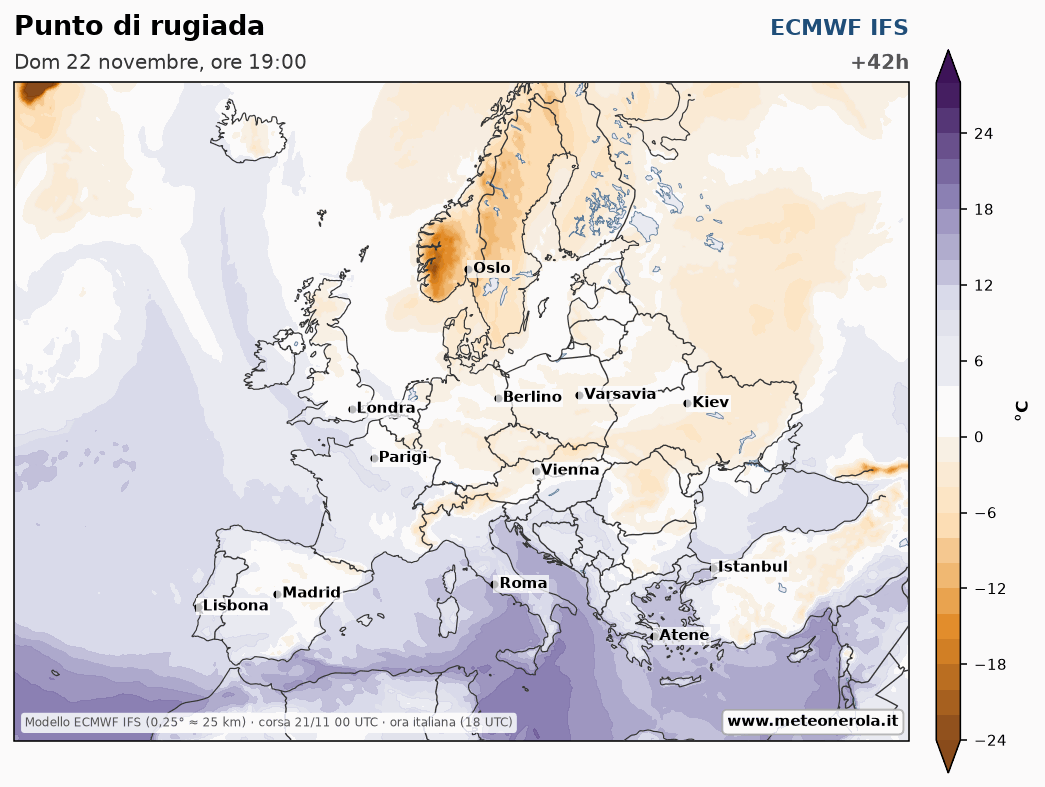 Punto di rugiada
ECMWF IFS
Dom 22 novembre, ore 19:00
+42h
24
18
12
6
0
−6
−12
−18
−24
°C
Oslo
Berlino
Varsavia
Kiev
Londra
Parigi
Vienna
Istanbul
Roma
Madrid
Lisbona
Atene
Modello ECMWF IFS (0,25° ≈ 25 km) · corsa 21/11 00 UTC · ora italiana (18 UTC)
www.meteonerola.it